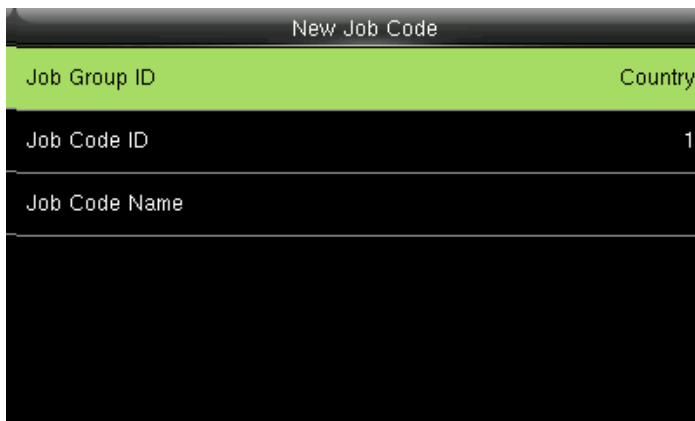 New Job Code
Job Group ID Country
Job Code ID 1
Job Code Name